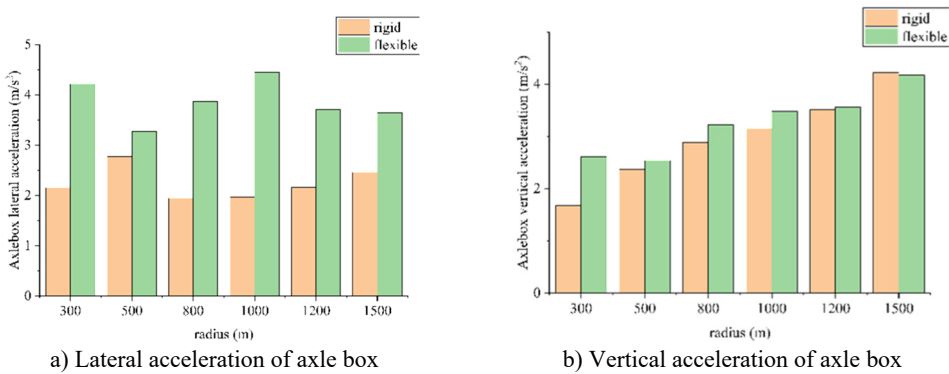 rigid
flexible
Axlebox lateral acceleration (m/s²)
5
4
3
2
1
0
300 500 800 1000 1200 1500
radius (m)
a) Lateral acceleration of axle box
rigid
flexible
Axlebox vertical acceleration (m/s²)
4
2
0
300 500 800 1000 1200 1500
radius (m)
b) Vertical acceleration of axle box